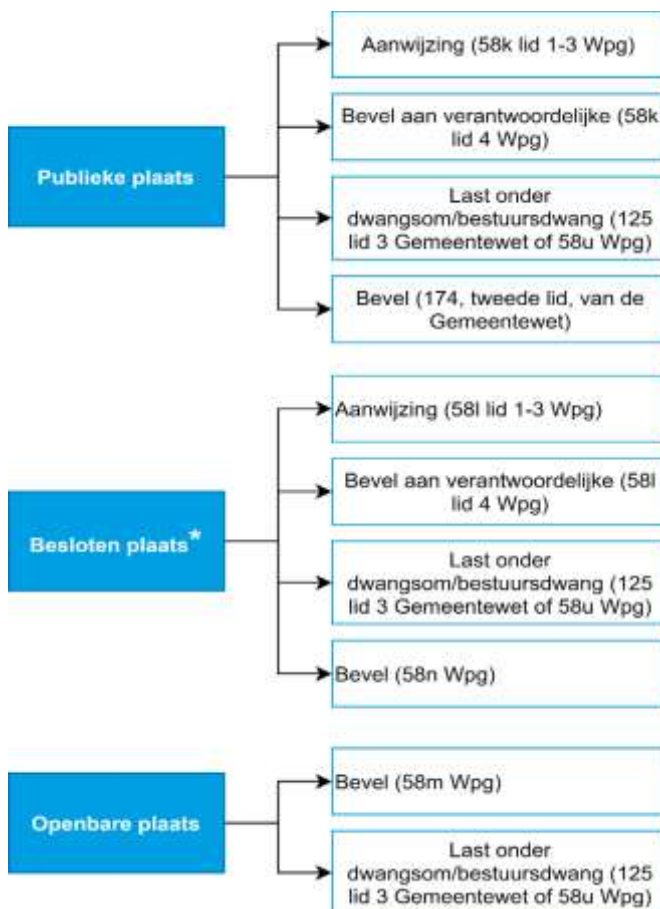 Publieke plaats
Aanwijzing (58k lid 1-3 Wpg)
Bevel aan verantwoordelijke (58k
lid 4 Wpg)
Last onder
dwangsom/bestuursdwang (125
lid 3 Gemeentewet of 58u Wpg)
Bevel (174, tweede lid, van de
Gemeentewet)
Besloten plaats*
Aanwijzing (58l lid 1-3 Wpg)
Bevel aan verantwoordelijke (58l
lid 4 Wpg)
Last onder
dwangsom/bestuursdwang (125
lid 3 Gemeentewet of 58u Wpg)
Bevel (58n Wpg)
Openbare plaats
Bevel (58m Wpg)
Last onder
dwangsom/bestuursdwang (125
lid 3 Gemeentewet of 58u Wpg)